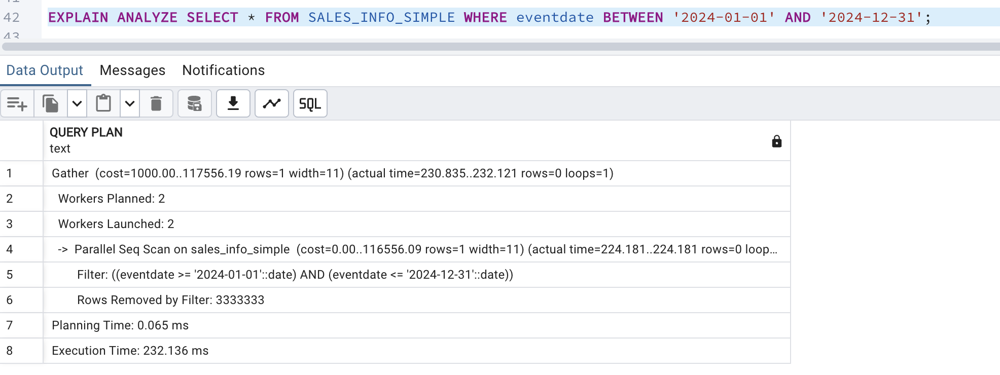 42 EXPLAIN ANALYZE SELECT * FROM SALES_INFO_SIMPLE WHERE eventdate BETWEEN '2024-01-01' AND '2024-12-31';
43
Data Output Messages Notifications
SQL
QUERY PLAN
text
1 Gather (cost=1000.00..117556.19 rows=1 width=11) (actual time=230.835..232.121 rows=0 loops=1)
2 Workers Planned: 2
3 Workers Launched: 2
4 -> Parallel Seq Scan on sales_info_simple (cost=0.00..116556.09 rows=1 width=11) (actual time=224.181..224.181 rows=0 loop...
5 Filter: ((eventdate >= '2024-01-01'::date) AND (eventdate <= '2024-12-31'::date))
6 Rows Removed by Filter: 3333333
7 Planning Time: 0.065 ms
8 Execution Time: 232.136 ms